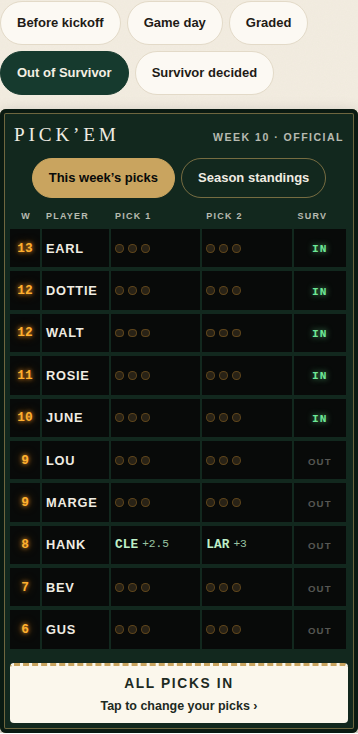 Before kickoff Game day Graded
Out of Survivor Survivor decided
PICK’EM WEEK 10 · OFFICIAL
This week’s picks Season standings
W PLAYER PICK 1 PICK 2 SURV
13 EARL IN
12 DOTTIE IN
12 WALT IN
11 ROSIE IN
10 JUNE IN
9 LOU OUT
9 MARGE OUT
8 HANK CLE +2.5 LAR +3 OUT
7 BEV OUT
6 GUS OUT
ALL PICKS IN
Tap to change your picks ›